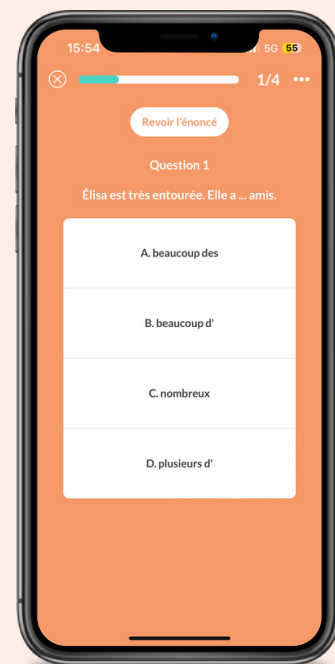 15:54
5G 55
1/4
Revoir l'énoncé
Question 1
Élisa est très entourée. Elle a ... amis.
A. beaucoup des
B. beaucoup d'
C. nombreux
D. plusieurs d'